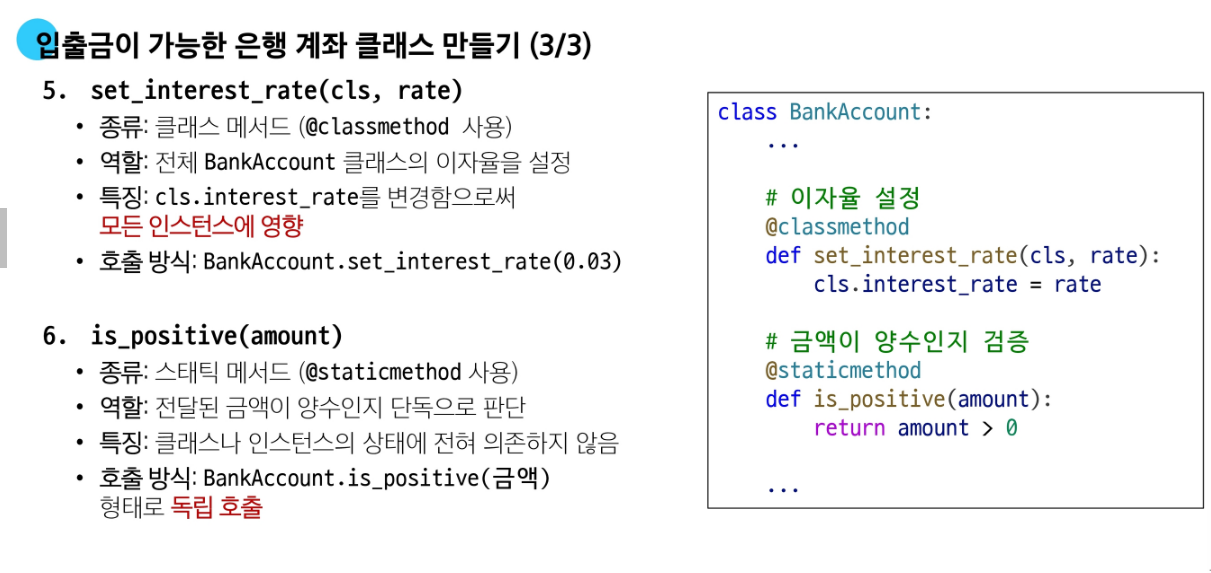 입출금이 가능한 은행 계좌 클래스 만들기 (3/3)
5. set_interest_rate(cls, rate)
• 종류: 클래스 메서드 (@classmethod 사용)
• 역할: 전체 BankAccount 클래스의 이자율을 설정
• 특징: cls.interest_rate를 변경함으로써
모든 인스턴스에 영향
• 호출 방식: BankAccount.set_interest_rate(0.03)
6. is_positive(amount)
• 종류: 스태틱 메서드 (@staticmethod 사용)
• 역할: 전달된 금액이 양수인지 단독으로 판단
• 특징: 클래스나 인스턴스의 상태에 전혀 의존하지 않음
• 호출 방식: BankAccount.is_positive(금액)
형태로 독립 호출
class BankAccount:
    ...
    # 이자율 설정
    @classmethod
    def set_interest_rate(cls, rate):
        cls.interest_rate = rate
    # 금액이 양수인지 검증
    @staticmethod
    def is_positive(amount):
        return amount > 0
    ...